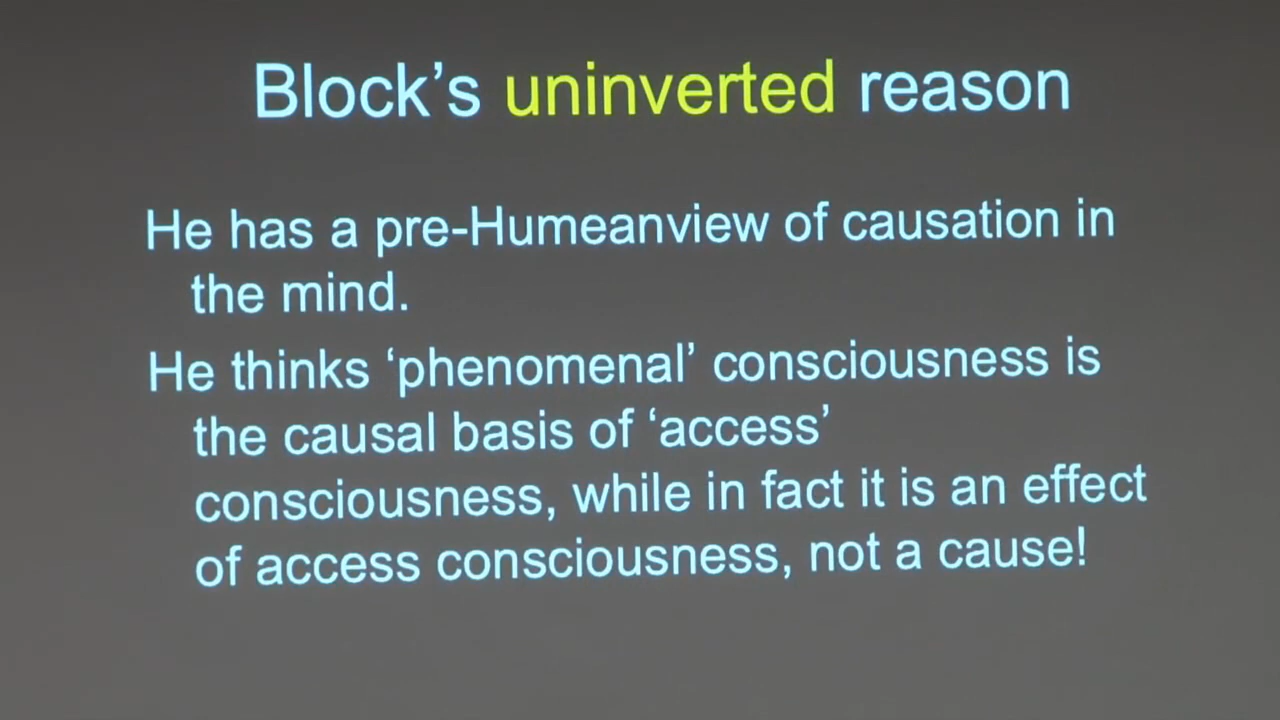 Block’s uninverted reason
He has a pre-Humeanview of causation in
the mind.
He thinks ‘phenomenal’ consciousness is
the causal basis of ‘access’
consciousness, while in fact it is an effect
of access consciousness, not a cause!